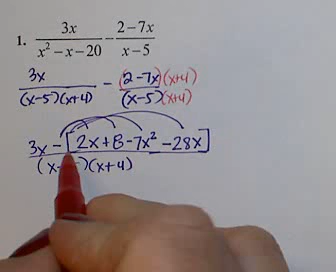 1. 3x/(x² − x − 20) − (2 − 7x)/(x − 5)
3x/((x−5)(x+4)) − (2−7x)(x+4)/((x−5)(x+4))
3x − [2x + 8 − 7x² − 28x]
(x− )(x+4)